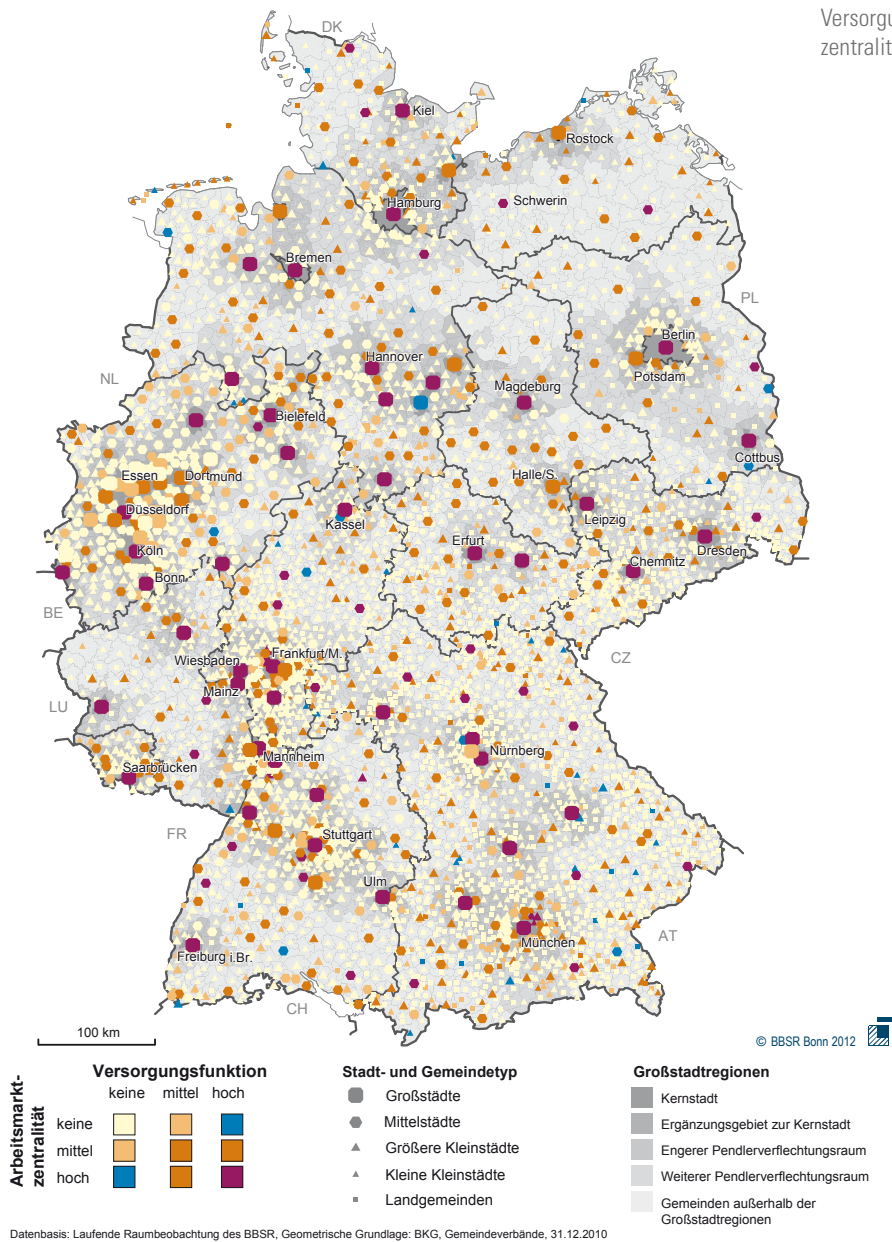 Versorgu
zentralit
DK
Kiel
Rostock
Hamburg
Schwerin
Bremen
PL
Berlin
Hannover
Potsdam
NL
Magdeburg
Bielefeld
Cottbus
Essen
Dortmund
Halle/S.
Düsseldorf
Leipzig
Kassel
Köln
Erfurt
Dresden
Chemnitz
Bonn
BE
Wiesbaden
Frankfurt/M.
CZ
Mainz
LU
Nürnberg
Mannheim
Saarbrücken
FR
Stuttgart
Ulm
München
AT
Freiburg i.Br.
CH
100 km
© BBSR Bonn 2012
Versorgungsfunktion
keine mittel hoch
Arbeitsmarkt-
zentralität
keine
mittel
hoch
Stadt- und Gemeindetyp
Großstädte
Mittelstädte
Größere Kleinstädte
Kleine Kleinstädte
Landgemeinden
Großstadtregionen
Kernstadt
Ergänzungsgebiet zur Kernstadt
Engerer Pendlerverflechtungsraum
Weiterer Pendlerverflechtungsraum
Gemeinden außerhalb der
Großstadtregionen
Datenbasis: Laufende Raumbeobachtung des BBSR, Geometrische Grundlage: BKG, Gemeindeverbände, 31.12.2010